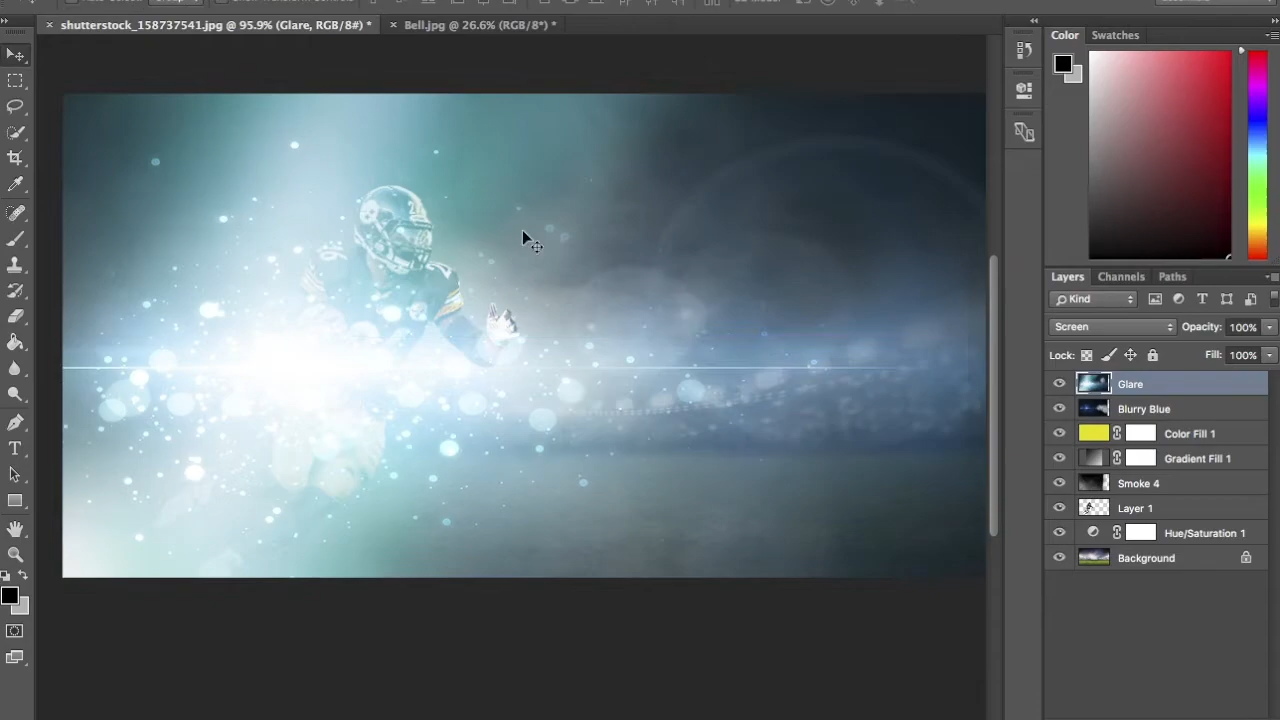 shutterstock_158737541.jpg @ 95.9% (Glare, RGB/8#) *
Bell.jpg @ 26.6% (RGB/8*) *
Color
Swatches
Layers
Channels
Paths
Kind
Screen
Opacity: 100%
Lock:
Fill: 100%
Glare
Blurry Blue
Color Fill 1
Gradient Fill 1
Smoke 4
Layer 1
Hue/Saturation 1
Background